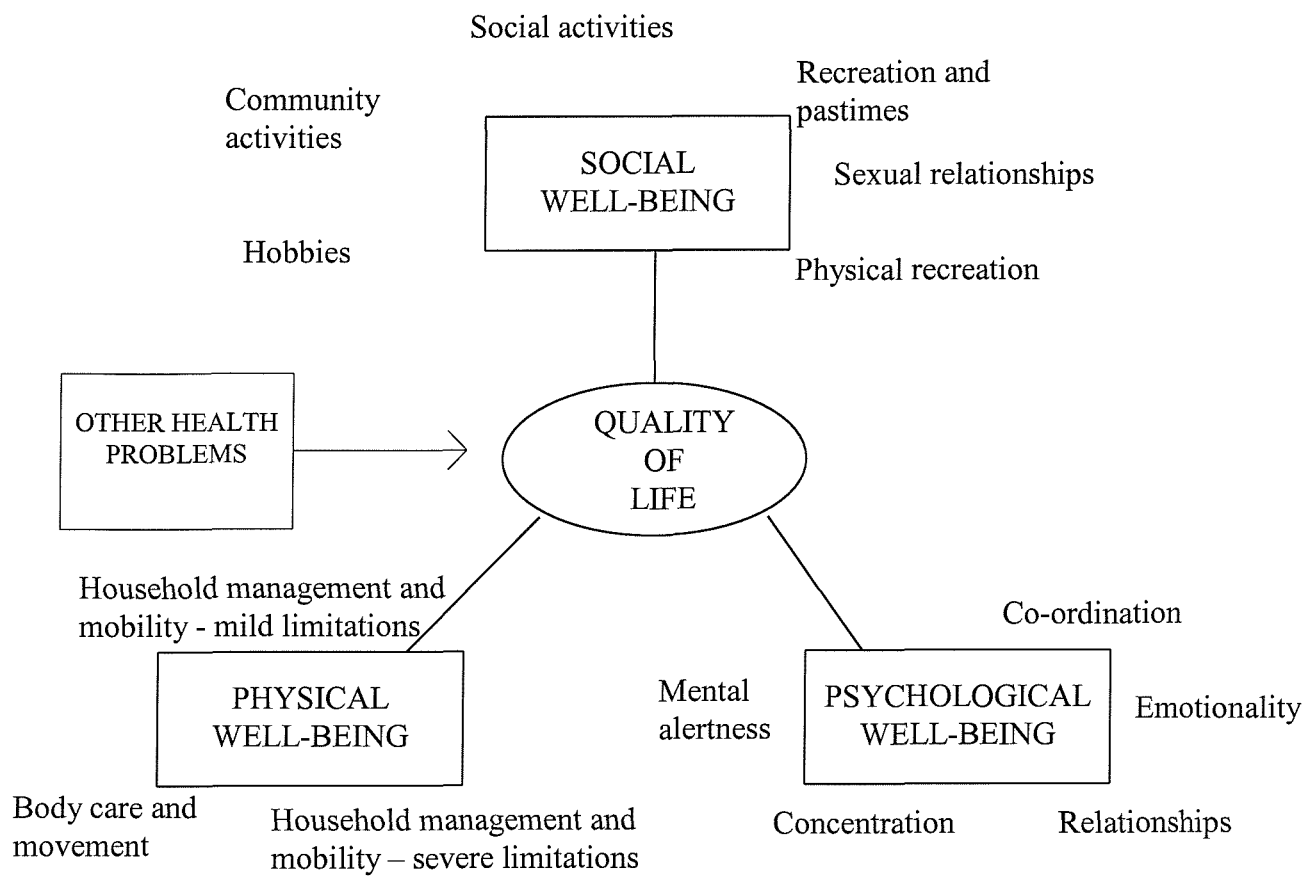 Social activities
Recreation and
pastimes
Community
activities
SOCIAL
WELL-BEING
Sexual relationships
Hobbies
Physical recreation
OTHER HEALTH
PROBLEMS
QUALITY
OF
LIFE
Household management and
mobility - mild limitations
Co-ordination
PHYSICAL
WELL-BEING
Mental
alertness
PSYCHOLOGICAL
WELL-BEING
Emotionality
Body care and
movement
Household management and
mobility – severe limitations
Concentration
Relationships